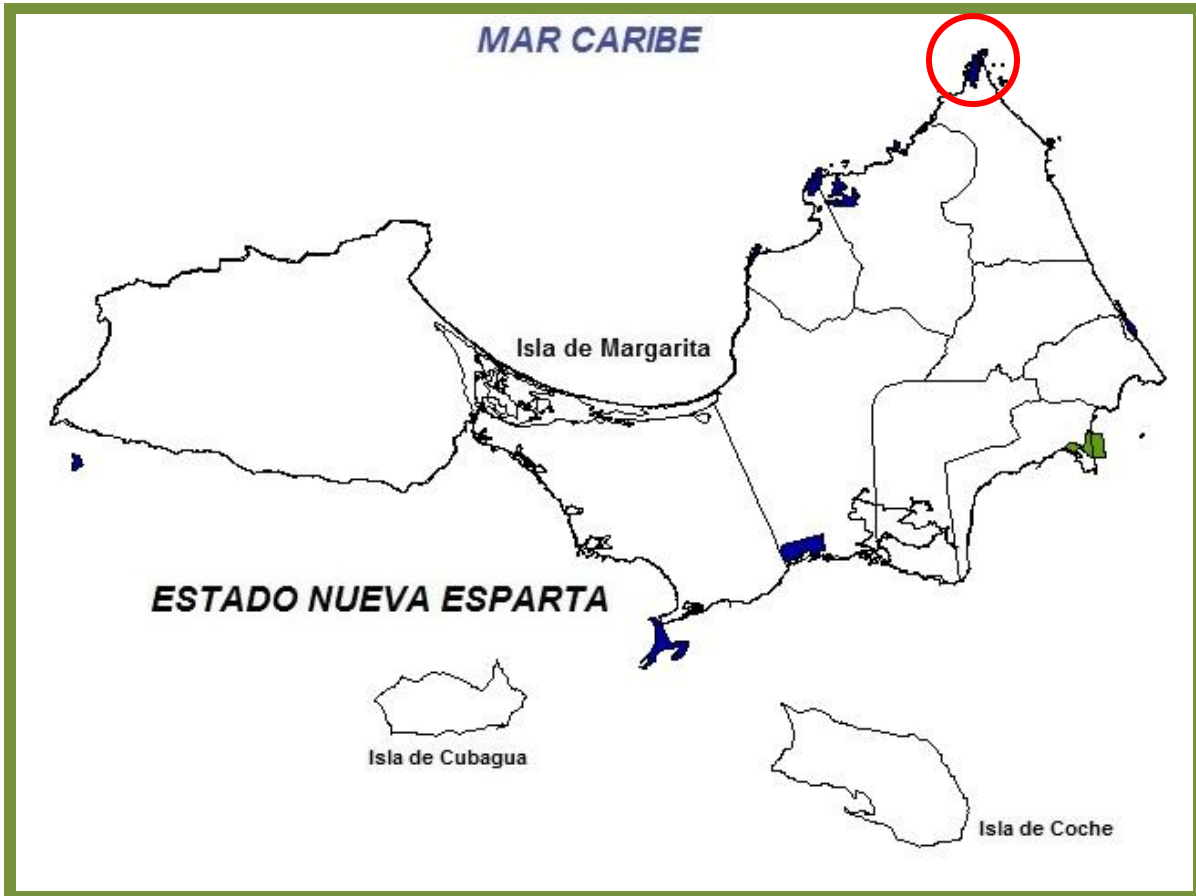 MAR CARIBE
Isla de Margarita
ESTADO NUEVA ESPARTA
Isla de Cubagua
Isla de Coche